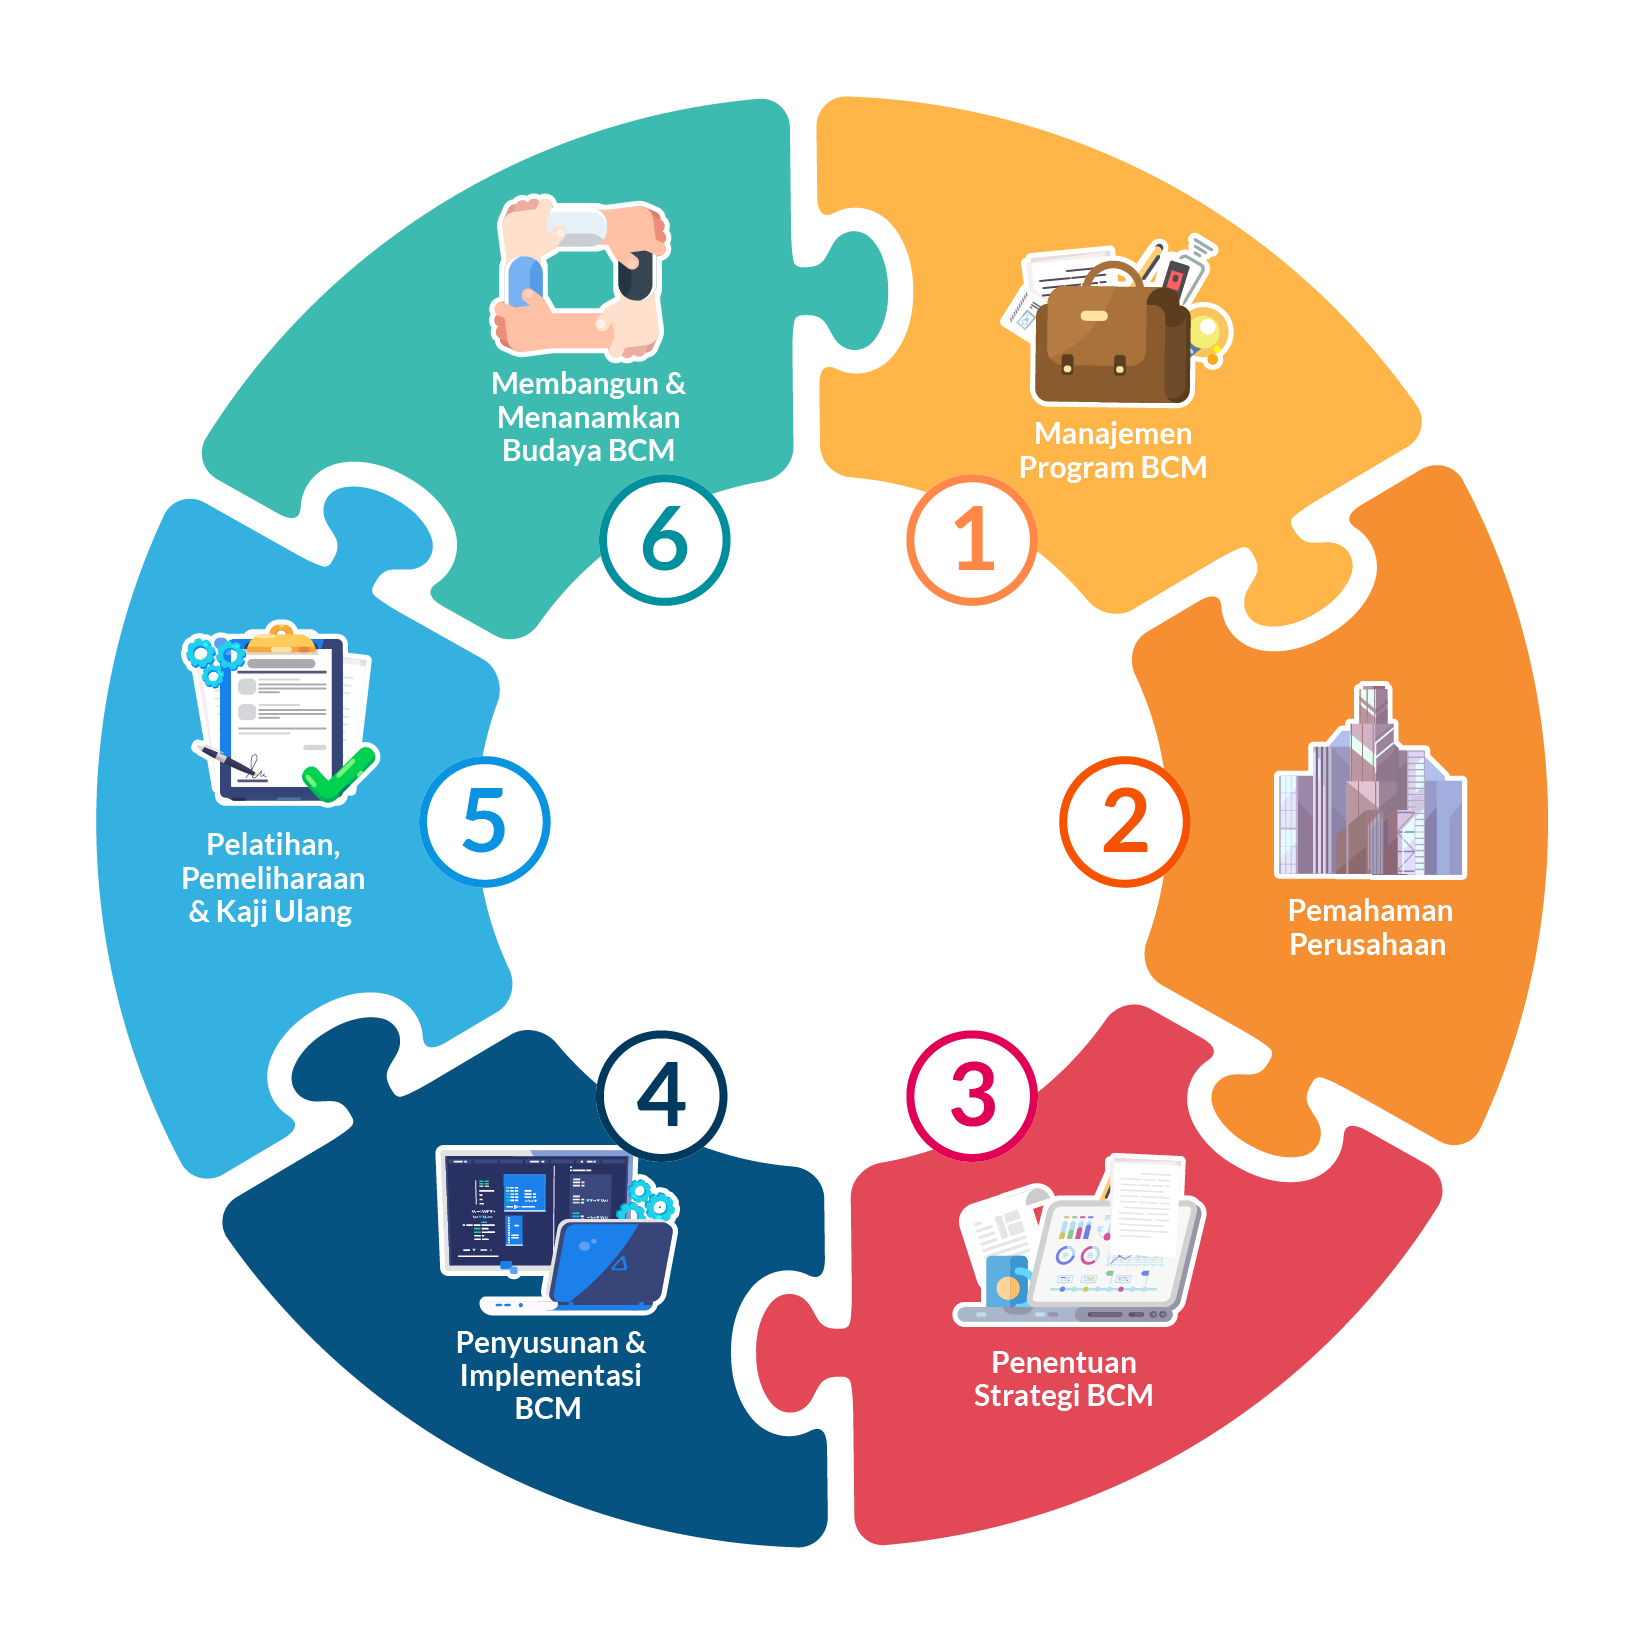 1
Manajemen
Program BCM
2
Pemahaman
Perusahaan
3
Penentuan
Strategi BCM
4
Penyusunan &
Implementasi
BCM
5
Pelatihan,
Pemeliharaan
& Kaji Ulang
6
Membangun &
Menanamkan
Budaya BCM